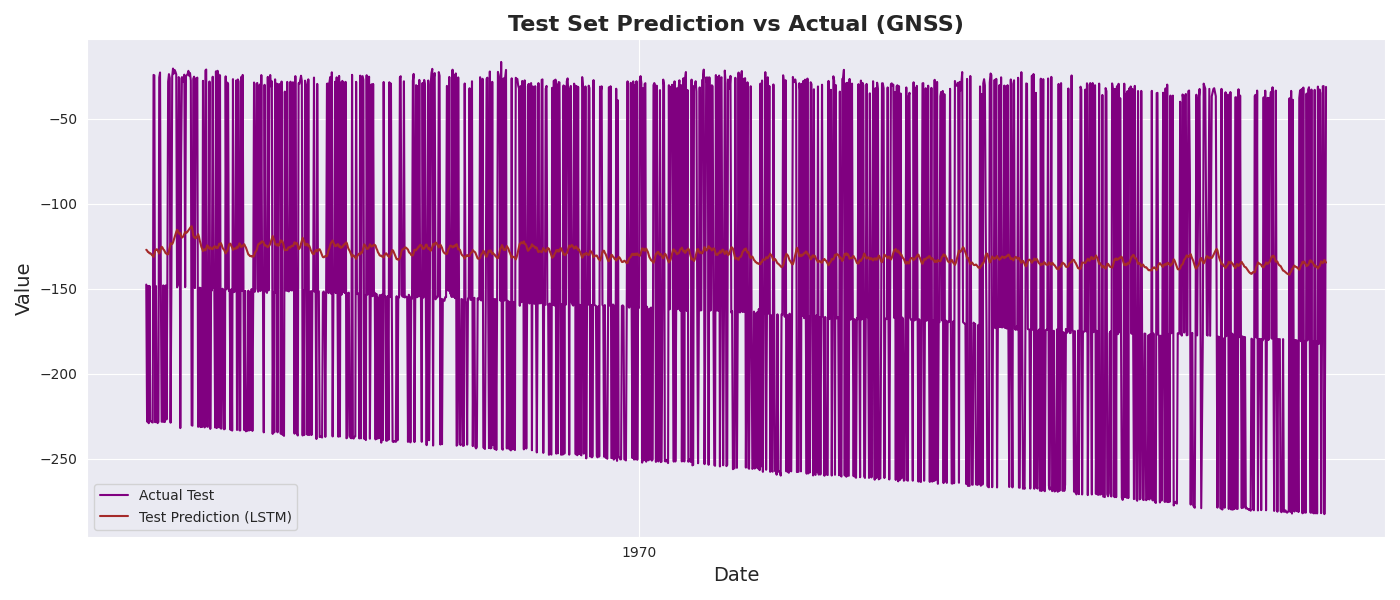 Test Set Prediction vs Actual (GNSS)
−50
−100
−150
−200
−250
Value
Actual Test
Test Prediction (LSTM)
1970
Date